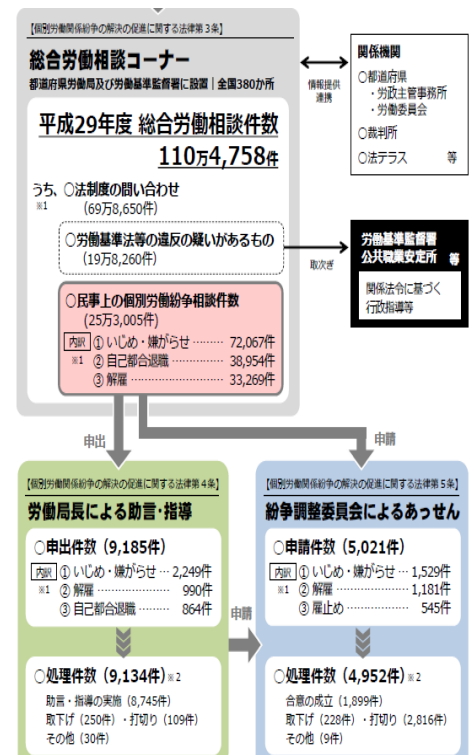 【個別労働関係紛争の解決の促進に関する法律第3条】
総合労働相談コーナー
都道府県労働局及び労働基準監督署に設置｜全国380か所
平成29年度 総合労働相談件数
110万4,758件
うち、○法制度の問い合わせ
※1 (69万8,650件)
○労働基準法等の違反の疑いがあるもの
(19万8,260件)
○民事上の個別労働紛争相談件数
(25万3,005件)
内訳 ① いじめ・嫌がらせ ……… 72,067件
※1 ② 自己都合退職 ………… 38,954件
③ 解雇 …………………… 33,269件
情報提供
連携
関係機関
○都道府県
・労政主管事務所
・労働委員会
○裁判所
○法テラス 等
取次ぎ
労働基準監督署
公共職業安定所 等
関係法令に基づく
行政指導等
申出
申請
【個別労働関係紛争の解決の促進に関する法律第4条】
労働局長による助言・指導
○申出件数 (9,185件)
内訳 ① いじめ・嫌がらせ … 2,249件
※1 ② 解雇 ………………… 990件
③ 自己都合退職 ……… 864件
○処理件数 (9,134件) ※2
助言・指導の実施 (8,745件)
取下げ (250件) ・打切り (109件)
その他 (30件)
申請
【個別労働関係紛争の解決の促進に関する法律第5条】
紛争調整委員会によるあっせん
○申請件数 (5,021件)
内訳 ① いじめ・嫌がらせ … 1,529件
※1 ② 解雇 ………………… 1,181件
③ 雇止め ……………… 545件
○処理件数 (4,952件) ※2
合意の成立 (1,899件)
取下げ (228件) ・打切り (2,816件)
その他 (9件)